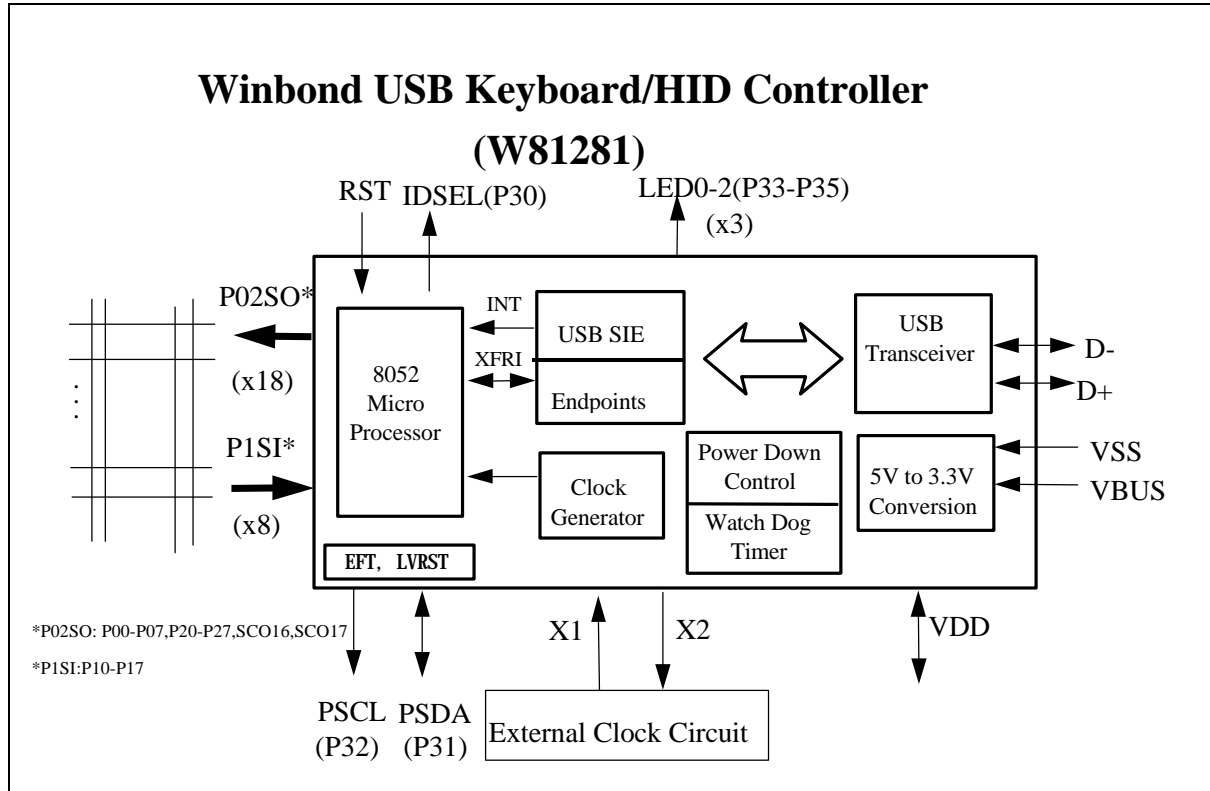 Winbond USB Keyboard/HID Controller
(W81281)
RST
IDSEL(P30)
LED0-2(P33-P35)
(x3)
P02SO*
(x18)
P1SI*
(x8)
8052
Micro
Processor
INT
XFRI
USB SIE
Endpoints
USB
Transceiver
D-
D+
Clock
Generator
Power Down
Control
Watch Dog
Timer
5V to 3.3V
Conversion
VSS
VBUS
EFT, LVRST
*P02SO: P00-P07,P20-P27,SCO16,SCO17
*P1SI:P10-P17
PSCL
(P32)
PSDA
(P31)
X1
X2
VDD
External Clock Circuit